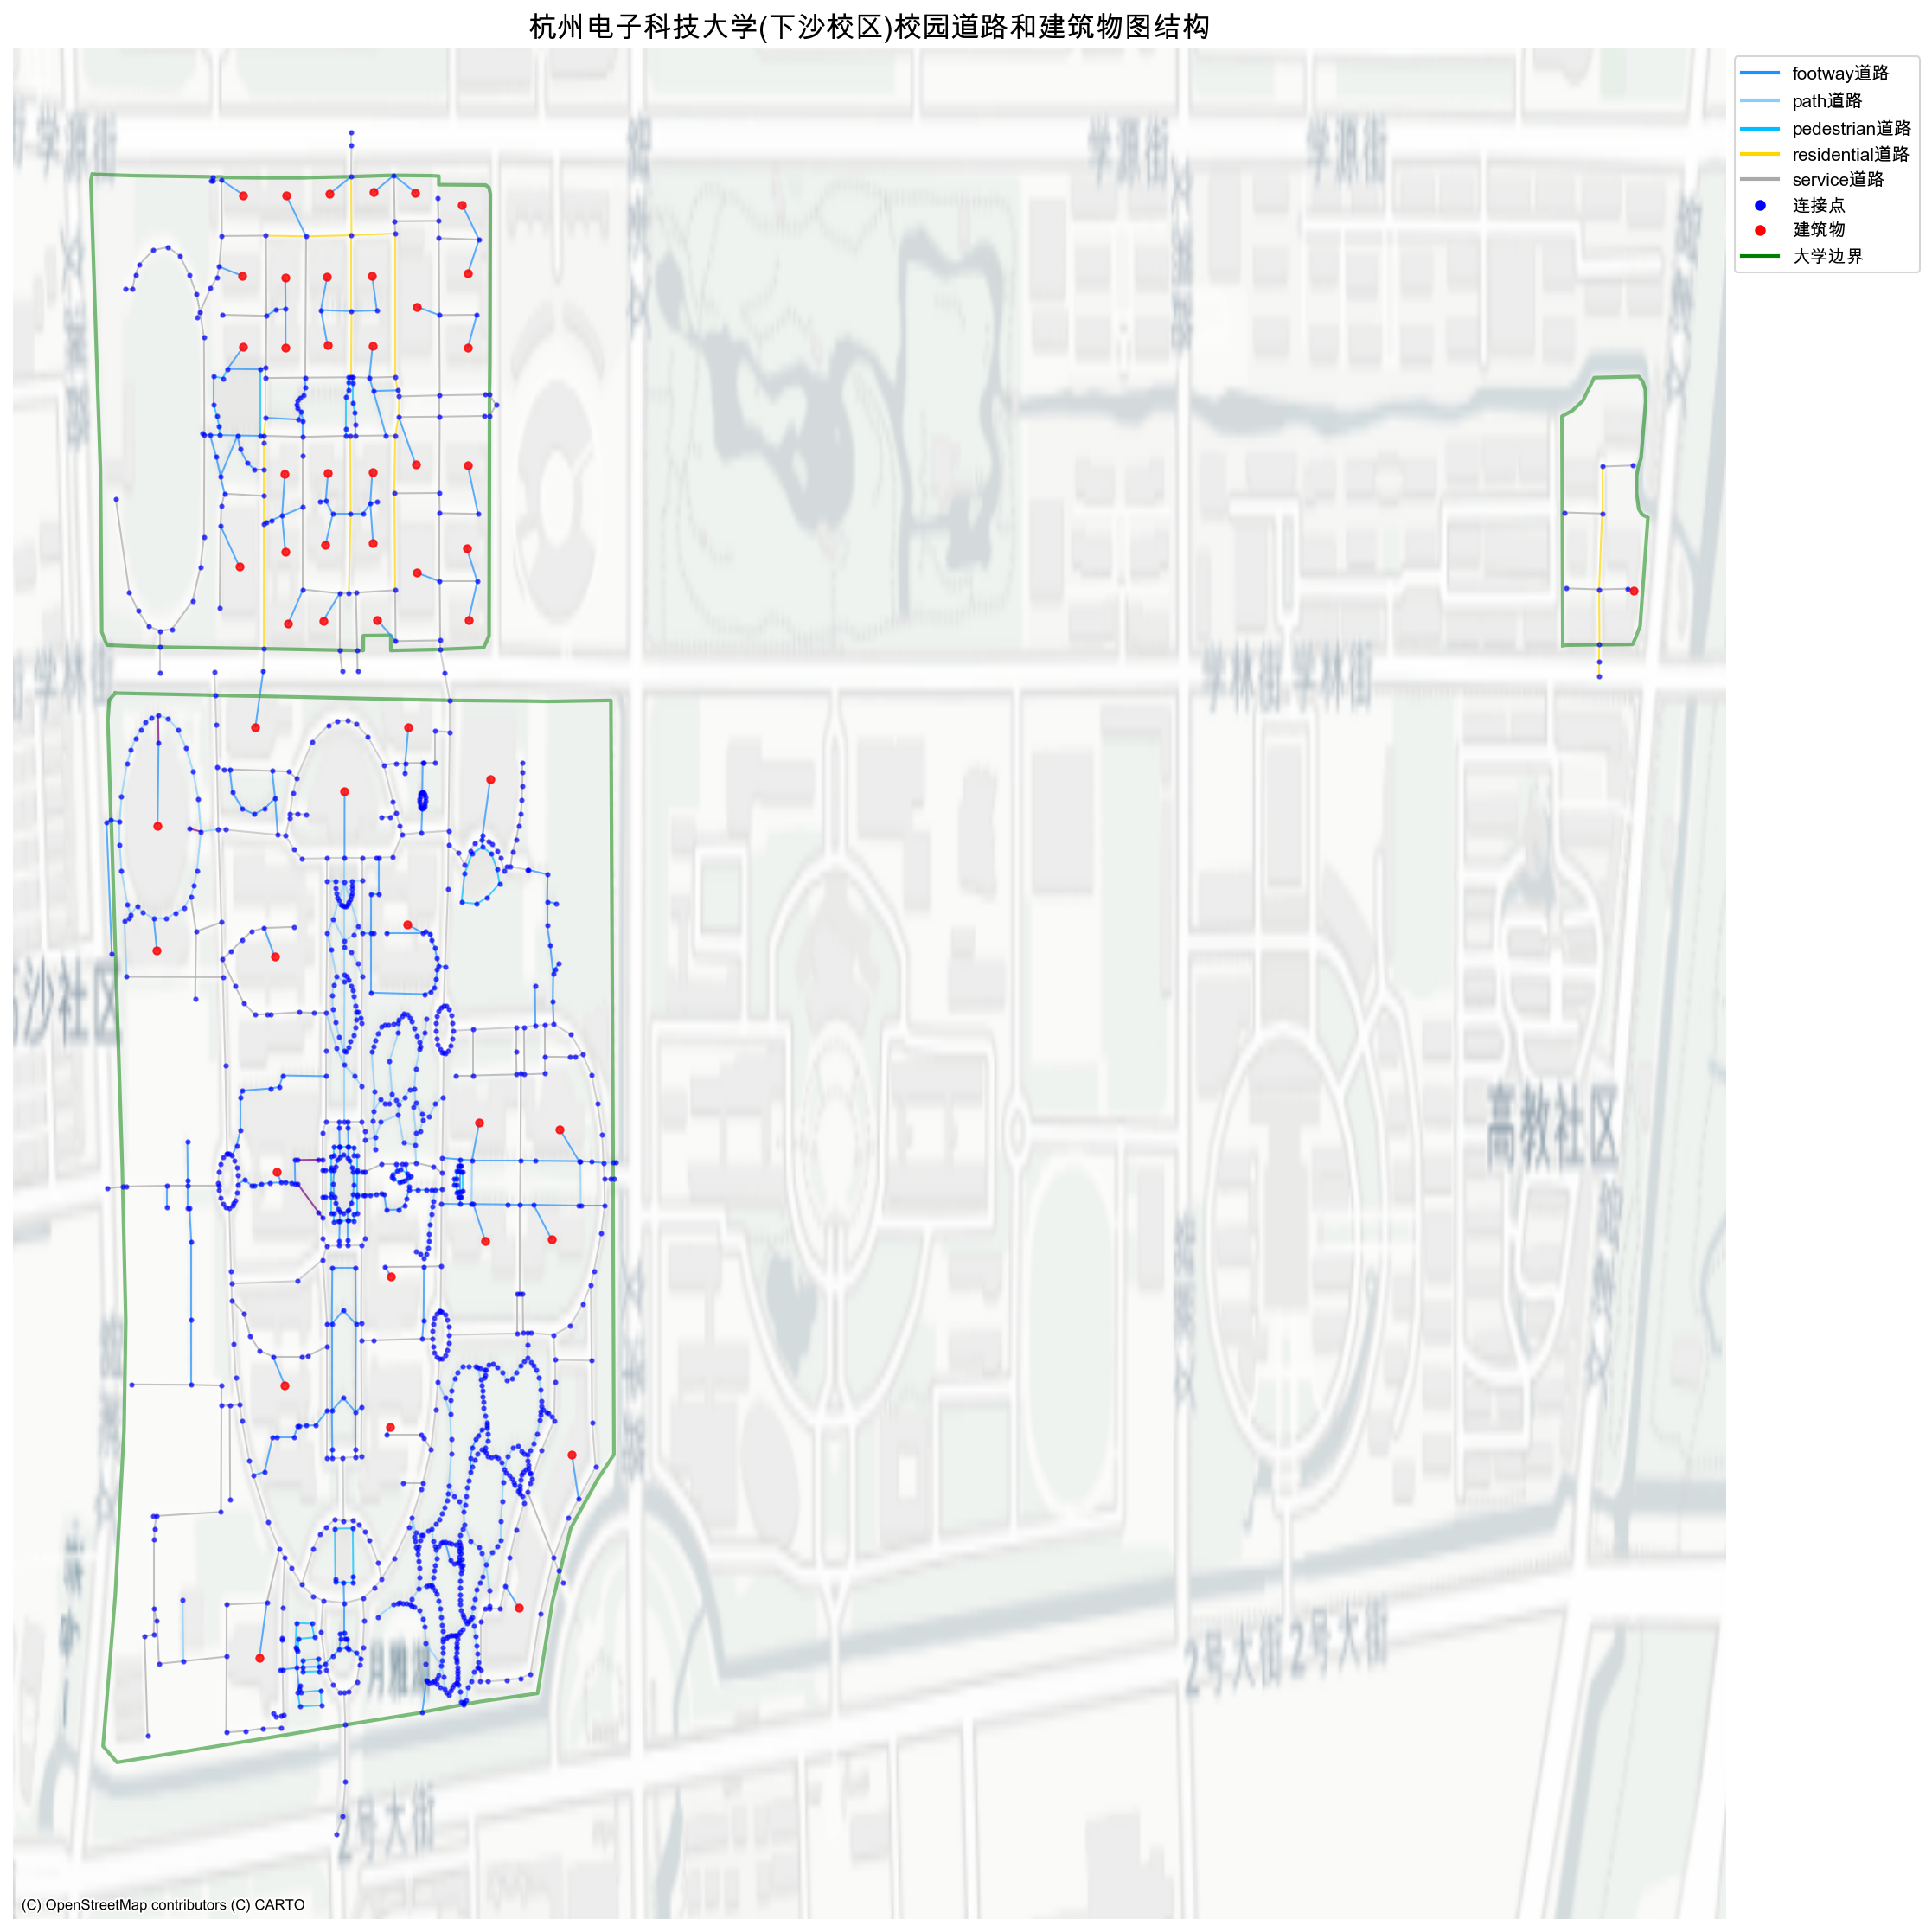 杭州电子科技大学(下沙校区)校园道路和建筑物图结构
footway道路
path道路
pedestrian道路
residential道路
service道路
连接点
建筑物
大学边界
学源街
学源街
学源街
学林街
学林街 学林街
高教社区
沙社区
2号大街 2号大街
2号大街
(C) OpenStreetMap contributors (C) CARTO